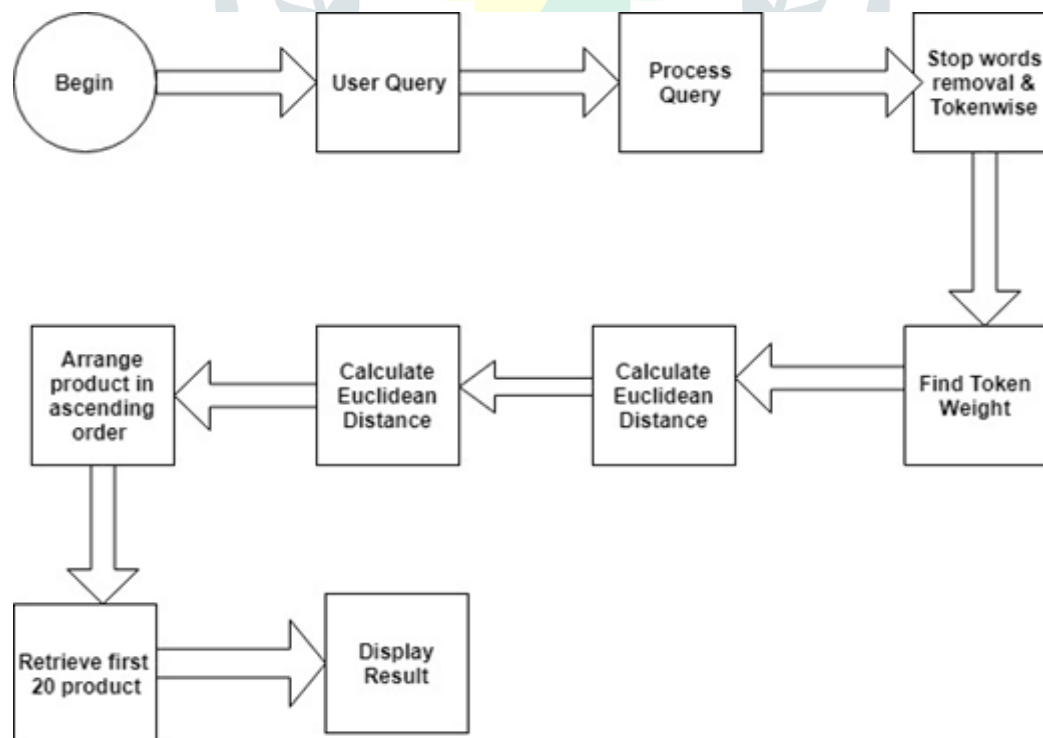 Begin
User Query
Process
Query
Stop words
removal &
Tokenwise
Find Token
Weight
Calculate
Euclidean
Distance
Calculate
Euclidean
Distance
Arrange
product in
ascending
order
Retrieve first
20 product
Display
Result